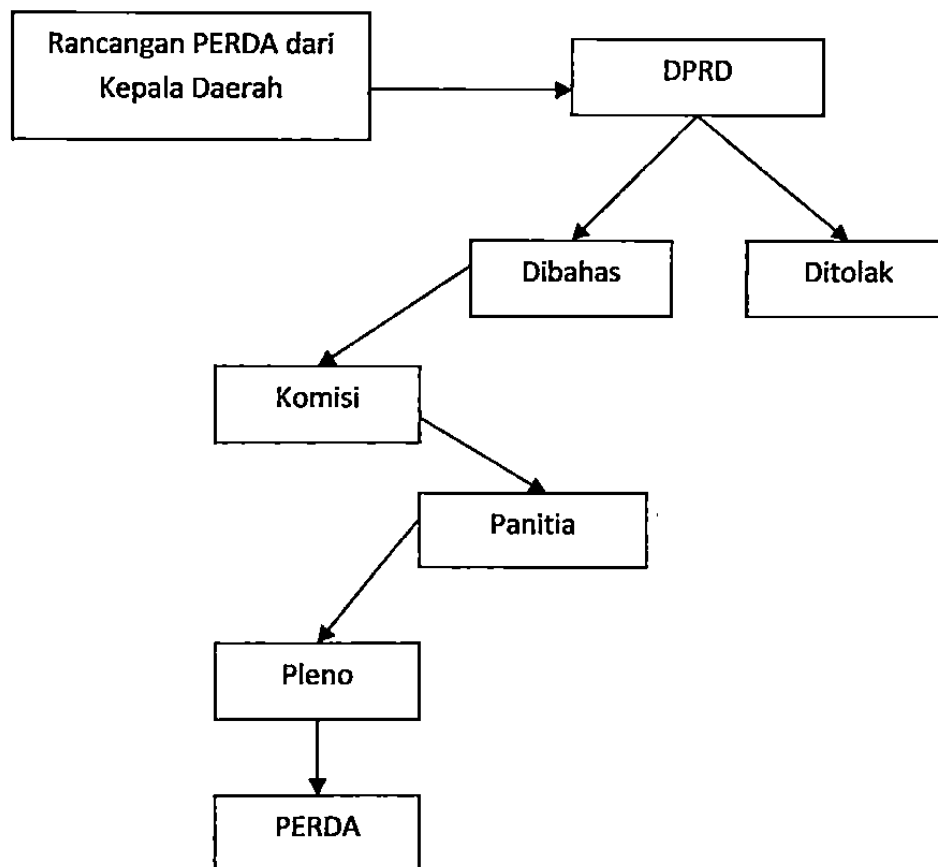 Rancangan PERDA dari
Kepala Daerah
DPRD
Dibahas
Ditolak
Komisi
Panitia
Pleno
PERDA